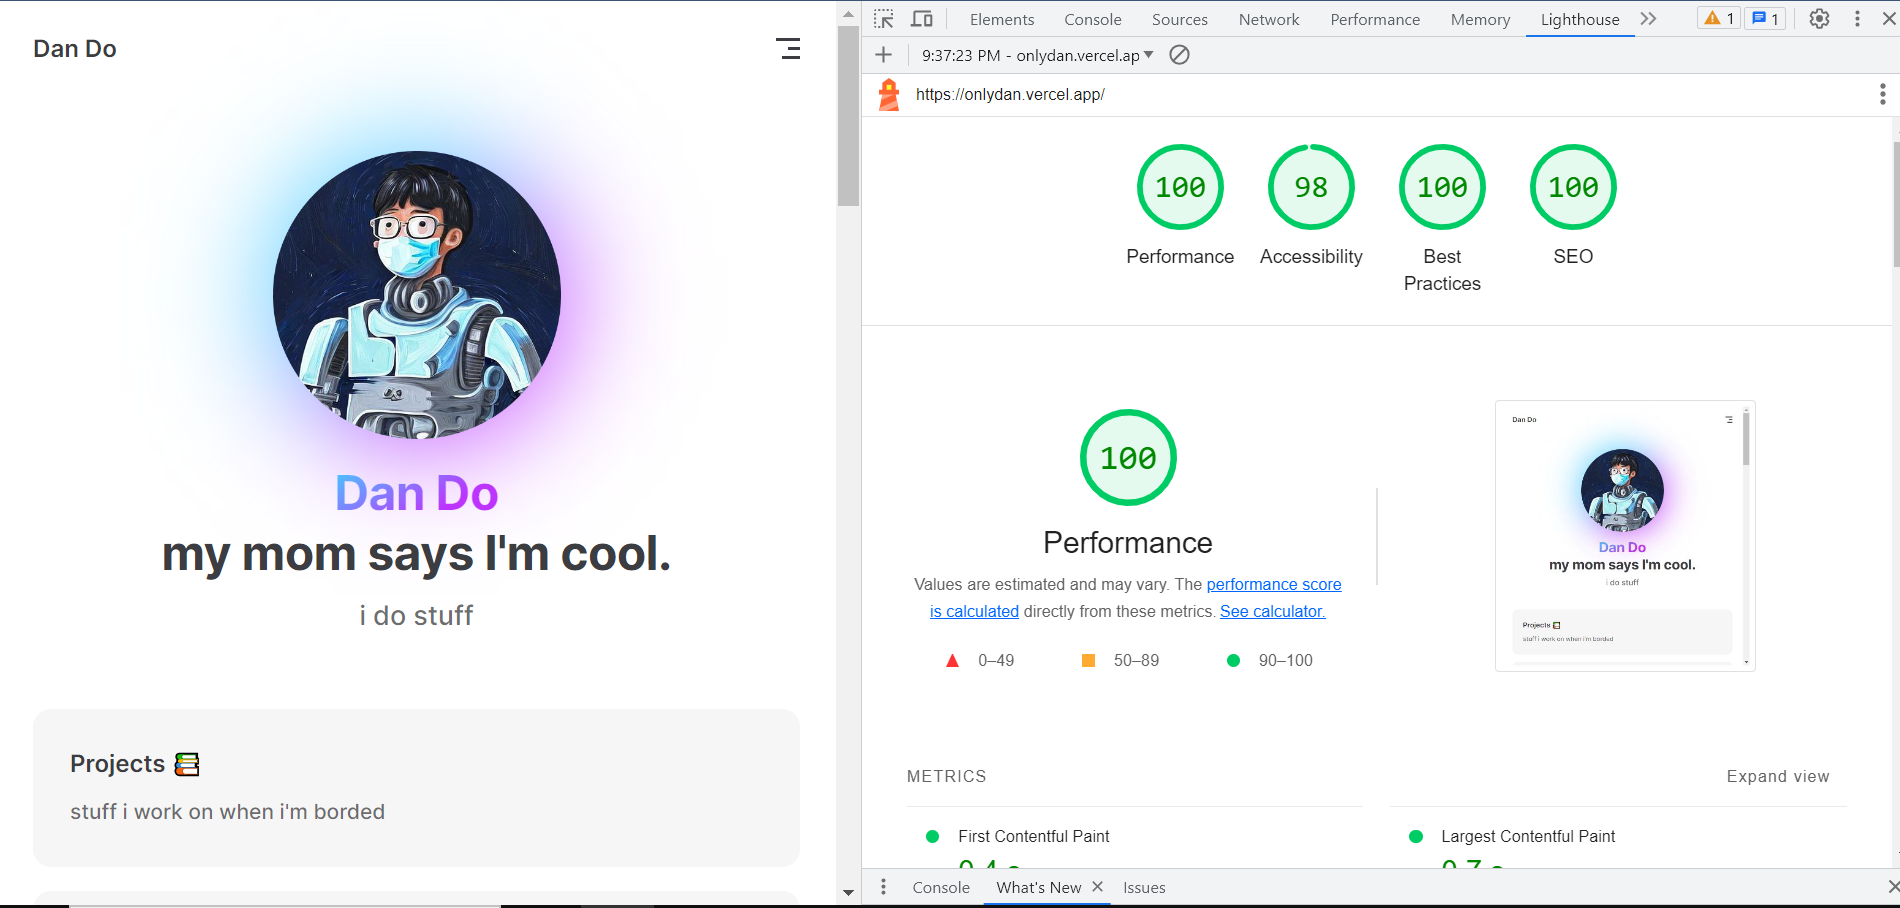 Dan Do
Dan Do
my mom says I'm cool.
i do stuff
Projects 📚
stuff i work on when i'm borded
Elements Console Sources Network Performance Memory Lighthouse 1 1
9:37:23 PM - onlydan.vercel.ap
https://onlydan.vercel.app/
100 98 100 100
Performance Accessibility Best Practices SEO
100
Performance
Values are estimated and may vary. The performance score
is calculated directly from these metrics. See calculator.
0–49 50–89 90–100
Dan Do
Dan Do
my mom says I'm cool.
i do stuff
Projects 📚
stuff i work on when i'm borded
METRICS Expand view
First Contentful Paint Largest Contentful Paint
0.4 s 0.7 s
Console What's New Issues